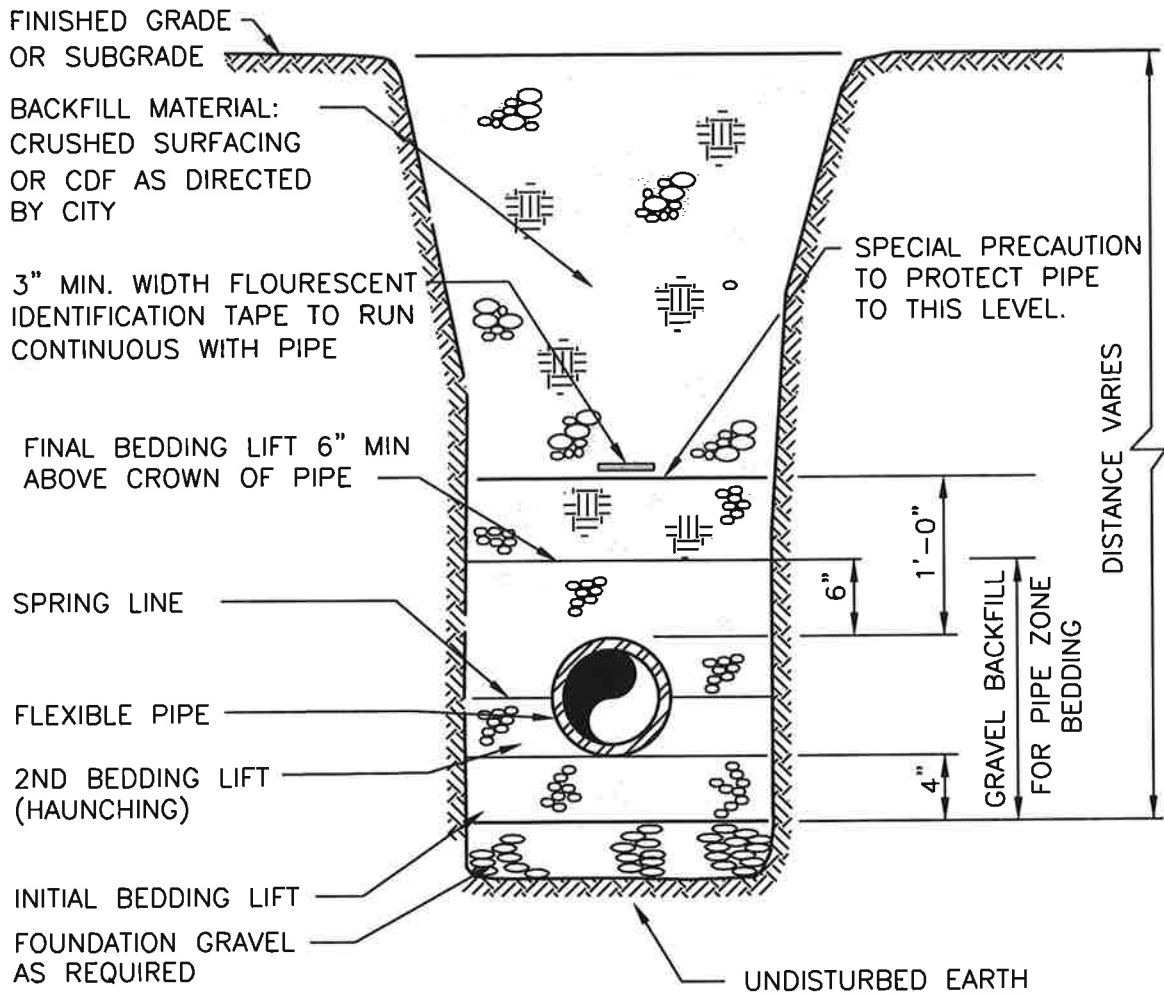 FINISHED GRADE
OR SUBGRADE
BACKFILL MATERIAL:
CRUSHED SURFACING
OR CDF AS DIRECTED
BY CITY
3" MIN. WIDTH FLOURESCENT
IDENTIFICATION TAPE TO RUN
CONTINUOUS WITH PIPE
SPECIAL PRECAUTION
TO PROTECT PIPE
TO THIS LEVEL.
FINAL BEDDING LIFT 6" MIN
ABOVE CROWN OF PIPE
SPRING LINE
FLEXIBLE PIPE
2ND BEDDING LIFT
(HAUNCHING)
INITIAL BEDDING LIFT
FOUNDATION GRAVEL
AS REQUIRED
UNDISTURBED EARTH
6"
1'-0"
4"
GRAVEL BACKFILL
FOR PIPE ZONE
BEDDING
DISTANCE VARIES